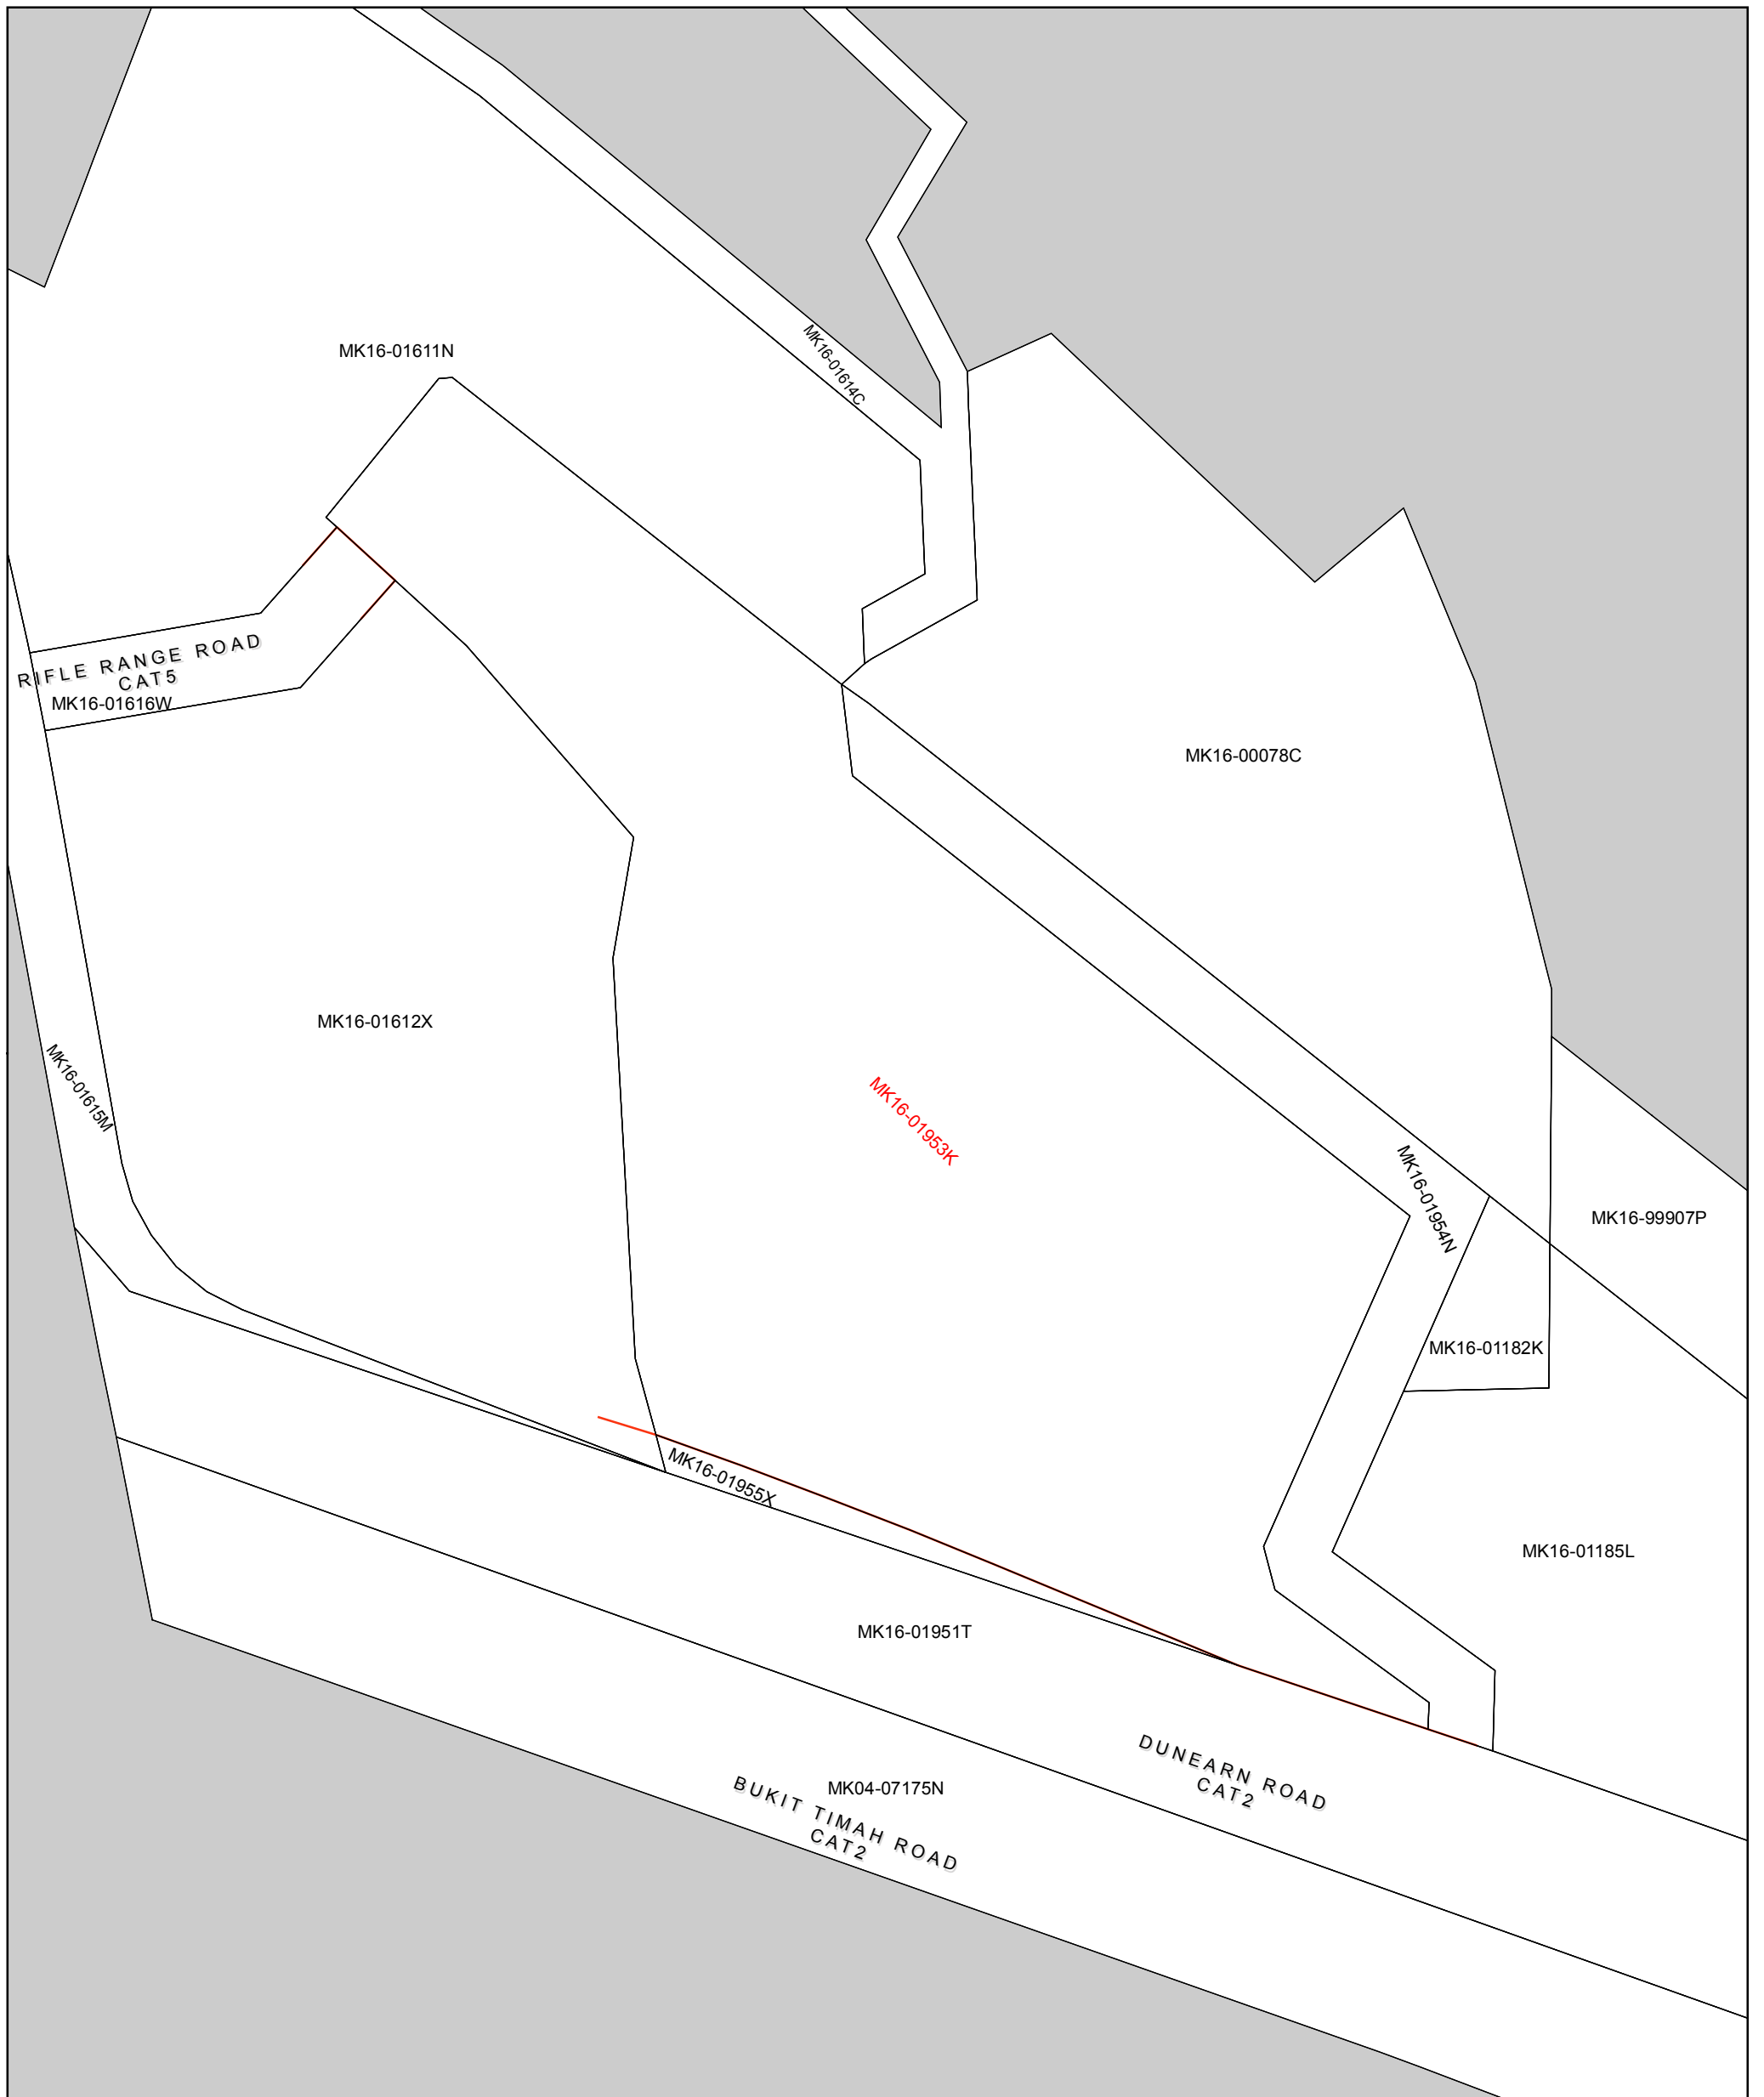 MK16-01611N
MK16-01614C
RIFLE RANGE ROAD
CAT5
MK16-01616W
MK16-00078C
MK16-01612X
MK16-01615M
MK16-01953K
MK16-01954N
MK16-99907P
MK16-01182K
MK16-01955X
MK16-01185L
MK16-01951T
DUNEARN ROAD
CAT2
MK04-07175N
BUKIT TIMAH ROAD
CAT2